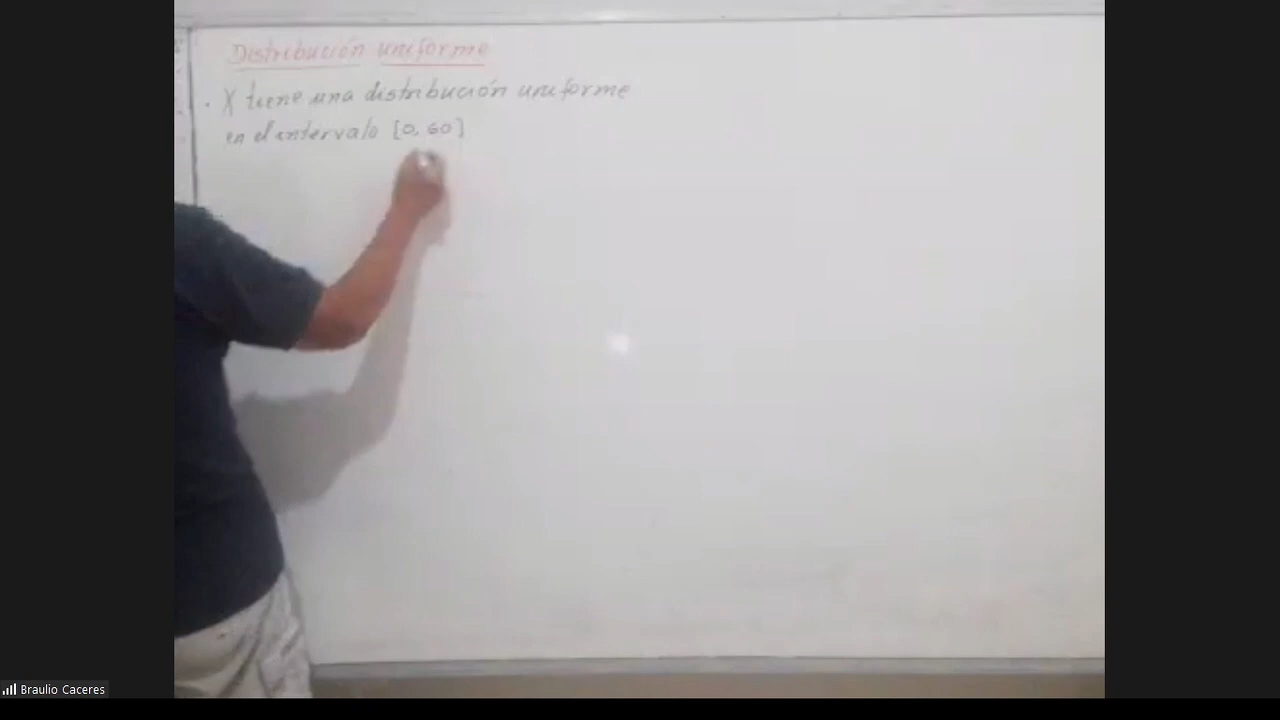 Distribución uniforme
· X tiene una distribución uniforme
en el intervalo [0, 60]
Braulio Caceres